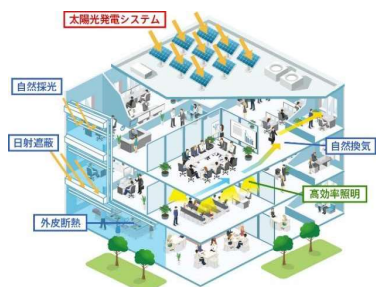 太陽光発電システム
自然採光
日射遮蔽
自然換気
高効率照明
外皮断熱